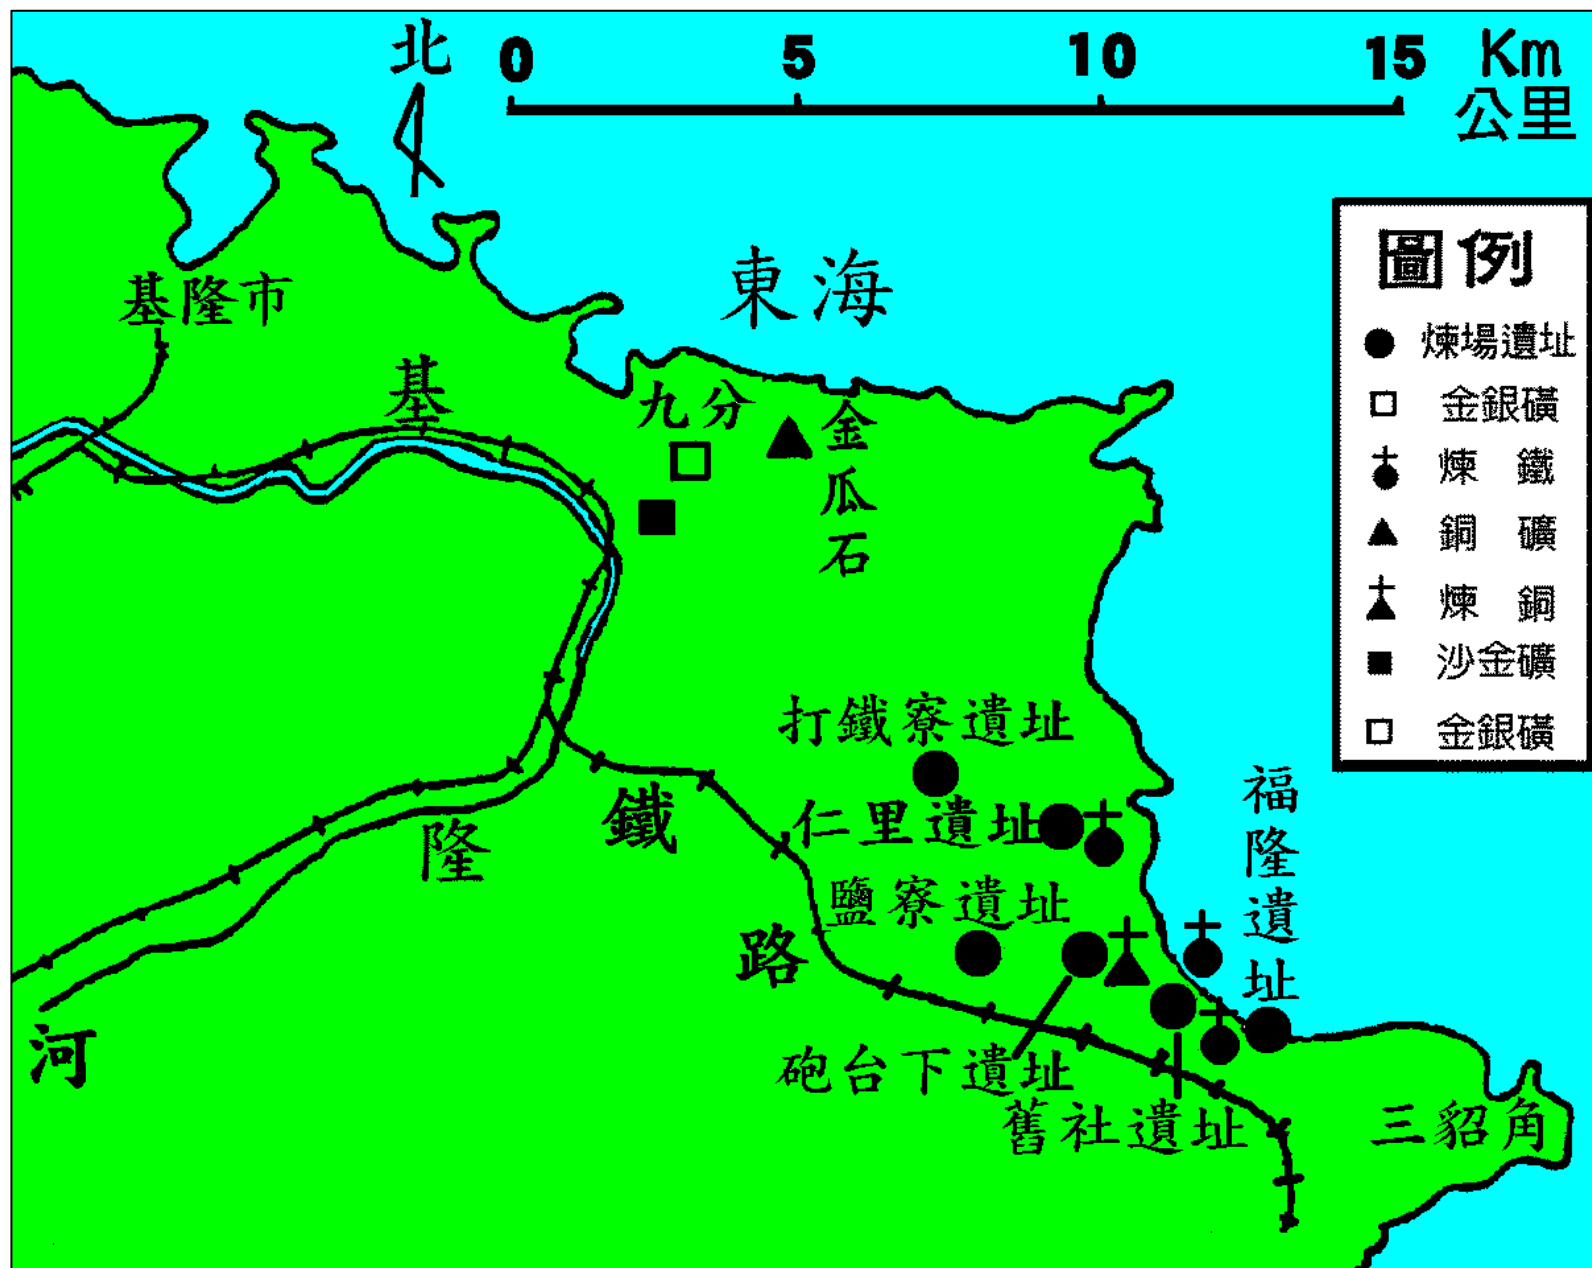 北
0 5 10 15 Km
公里
圖例
煉場遺址
金銀礦
煉 鐵
銅 礦
煉 銅
沙金礦
金銀礦
東海
基隆市
九分
金瓜石
基
隆
河
鐵
路
打鐵寮遺址
仁里遺址
鹽寮遺址
福隆遺址
砲台下遺址
舊社遺址
三貂角